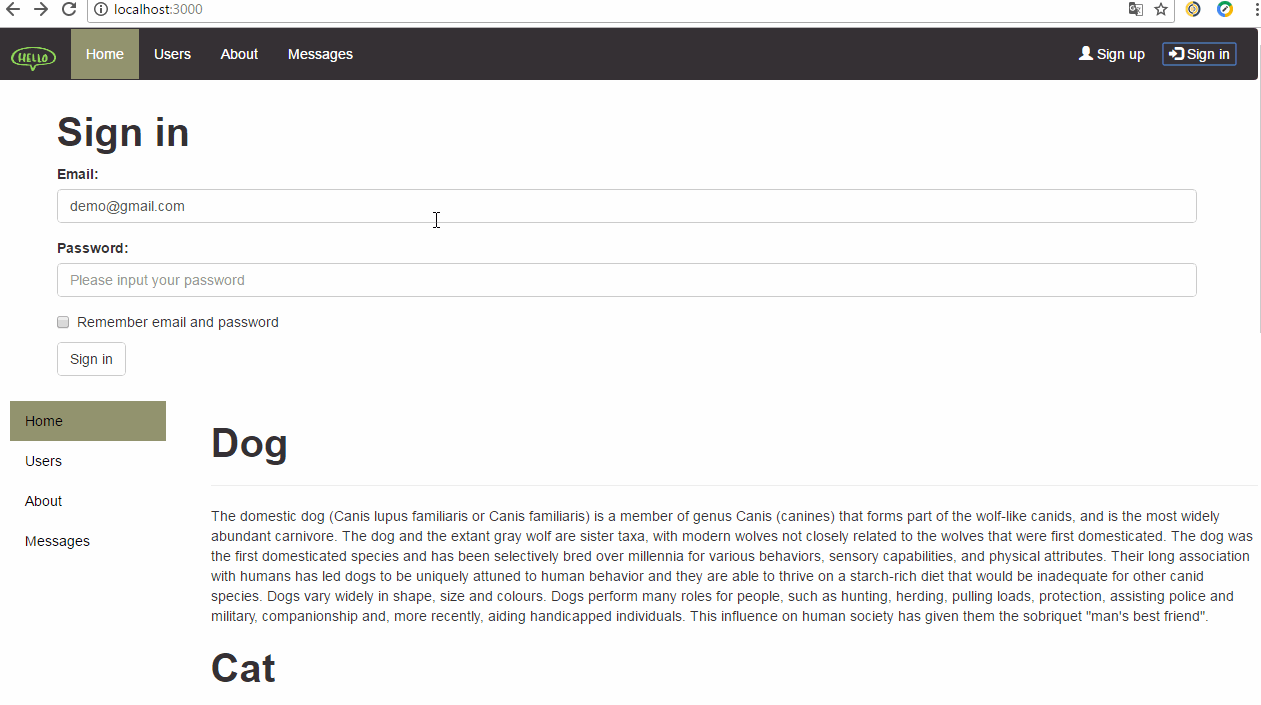 localhost:3000
HELLO Home Users About Messages Sign up Sign in
Sign in
Email:
demo@gmail.com
Password:
Please input your password
Remember email and password
Sign in
Home
Users
About
Messages
Dog
The domestic dog (Canis lupus familiaris or Canis familiaris) is a member of genus Canis (canines) that forms part of the wolf-like canids, and is the most widely
abundant carnivore. The dog and the extant gray wolf are sister taxa, with modern wolves not closely related to the wolves that were first domesticated. The dog was
the first domesticated species and has been selectively bred over millennia for various behaviors, sensory capabilities, and physical attributes. Their long association
with humans has led dogs to be uniquely attuned to human behavior and they are able to thrive on a starch-rich diet that would be inadequate for other canid
species. Dogs vary widely in shape, size and colours. Dogs perform many roles for people, such as hunting, herding, pulling loads, protection, assisting police and
military, companionship and, more recently, aiding handicapped individuals. This influence on human society has given them the sobriquet "man's best friend".
Cat